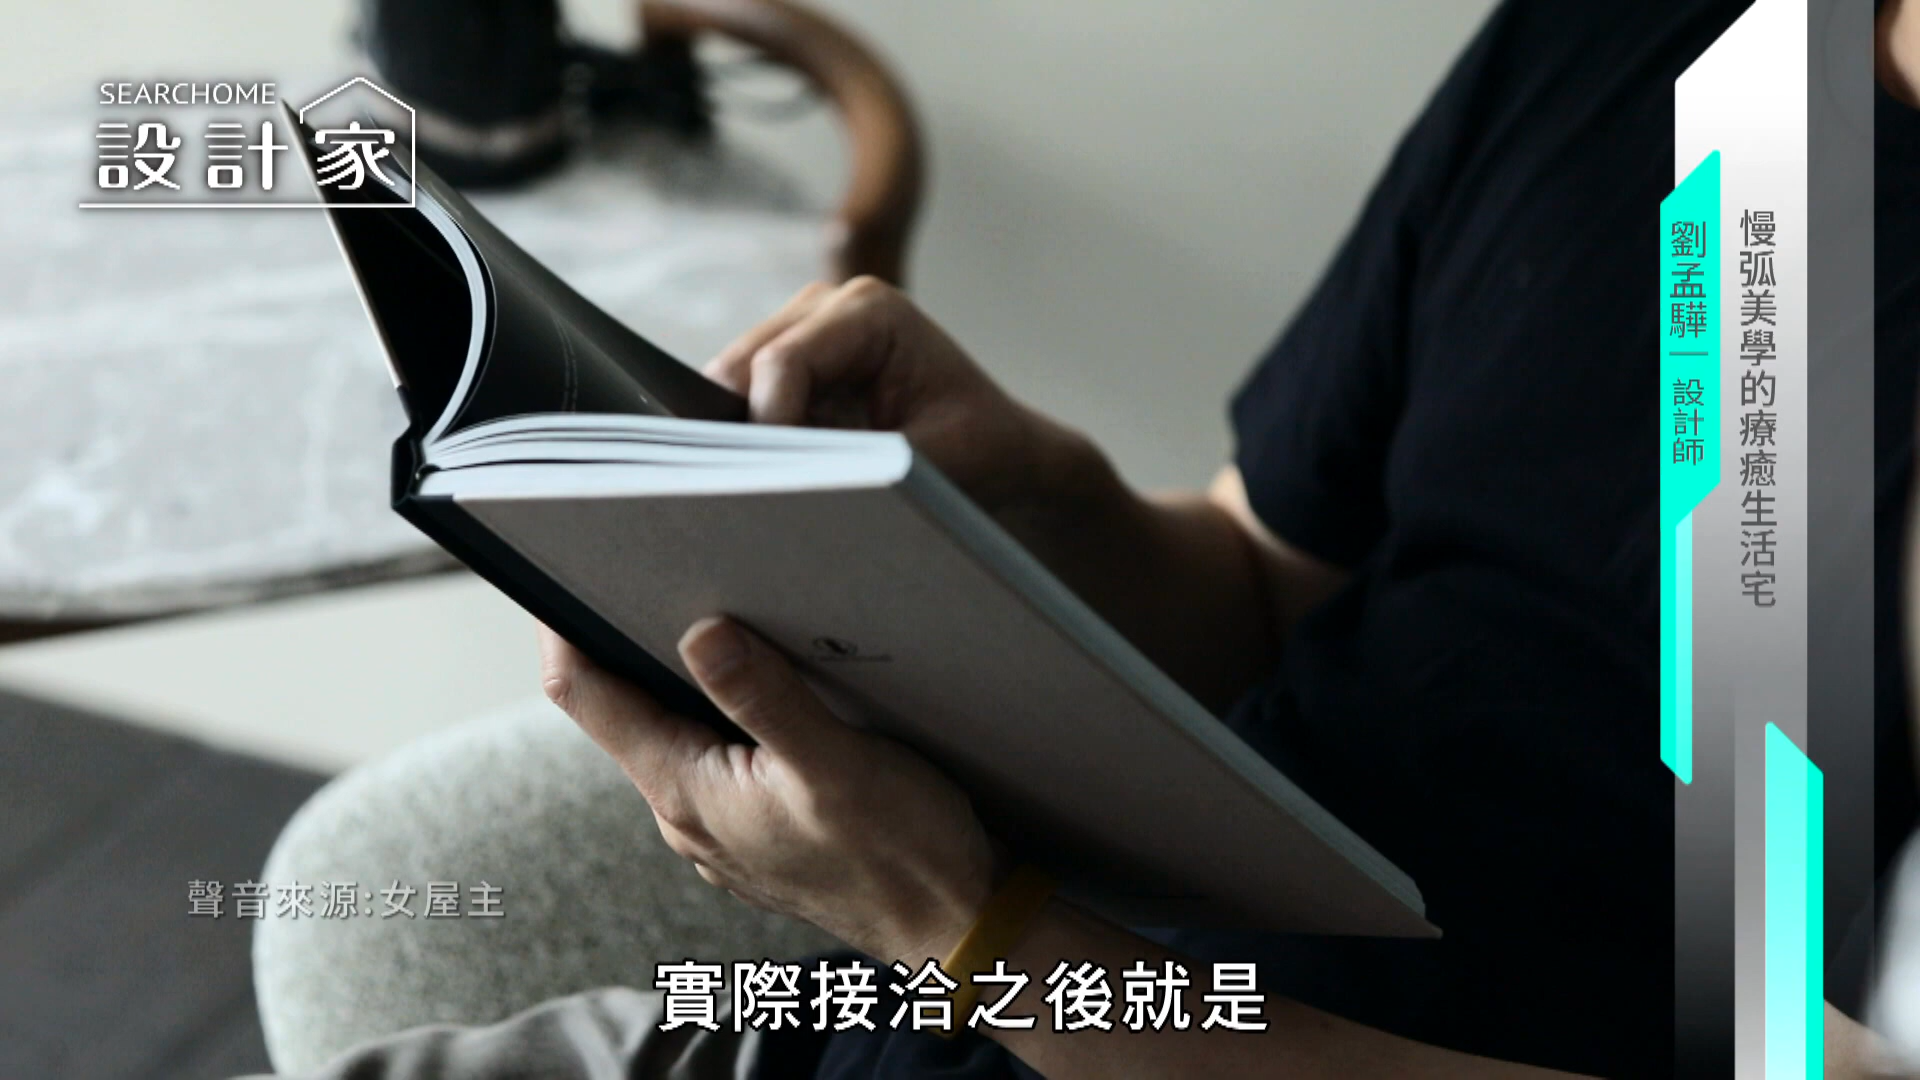 SEARCHOME
設計家
慢弧美學的療癒生活宅
劉孟驊 | 設計師
聲音來源:女屋主
實際接洽之後就是